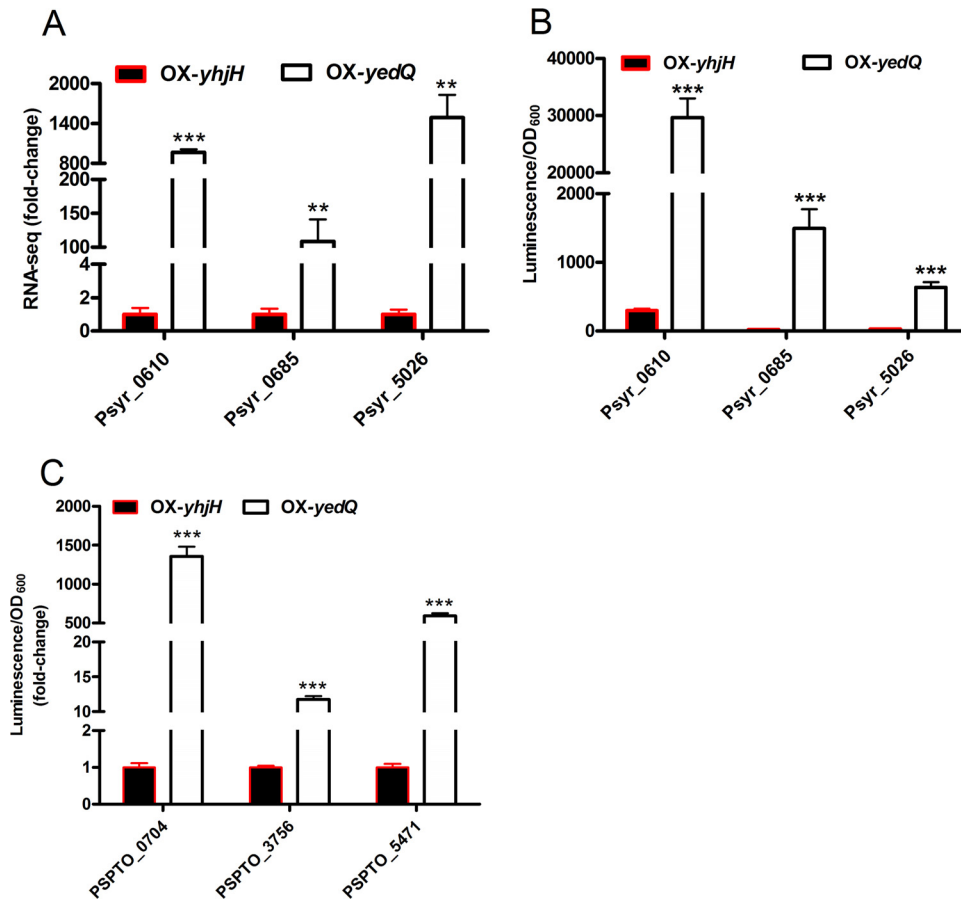 A
OX-yhjH OX-yedQ
RNA-seq (fold-change)
2000
1400
800
200
150
100
4
2
0
***
**
**
Psyr_0610
Psyr_0685
Psyr_5026
B
OX-yhjH OX-yedQ
Luminescence/OD600
40000
30000
20000
2000
1000
0
***
***
***
Psyr_0610
Psyr_0685
Psyr_5026
C
OX-yhjH OX-yedQ
Luminescence/OD600
(fold-change)
2000
1500
1000
500
20
15
10
2
1
0
***
***
***
PSPTO_0704
PSPTO_3756
PSPTO_5471